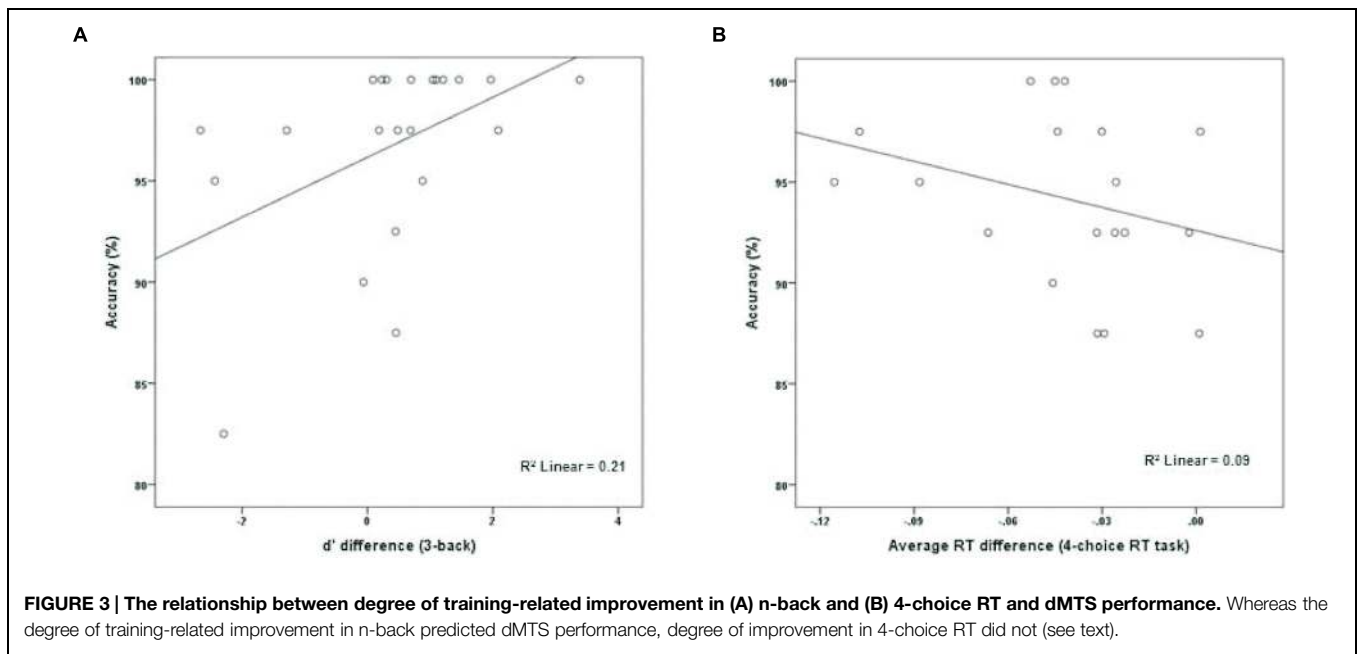 A
B
100
95
90
85
80
Accuracy (%)
R² Linear = 0.21
-2
0
2
4
d' difference (3-back)
100
95
90
85
80
Accuracy (%)
R² Linear = 0.09
-.12
-.09
-.06
-.03
.00
Average RT difference (4-choice RT task)
FIGURE 3 | The relationship between degree of training-related improvement in (A) n-back and (B) 4-choice RT and dMTS performance. Whereas the
degree of training-related improvement in n-back predicted dMTS performance, degree of improvement in 4-choice RT did not (see text).